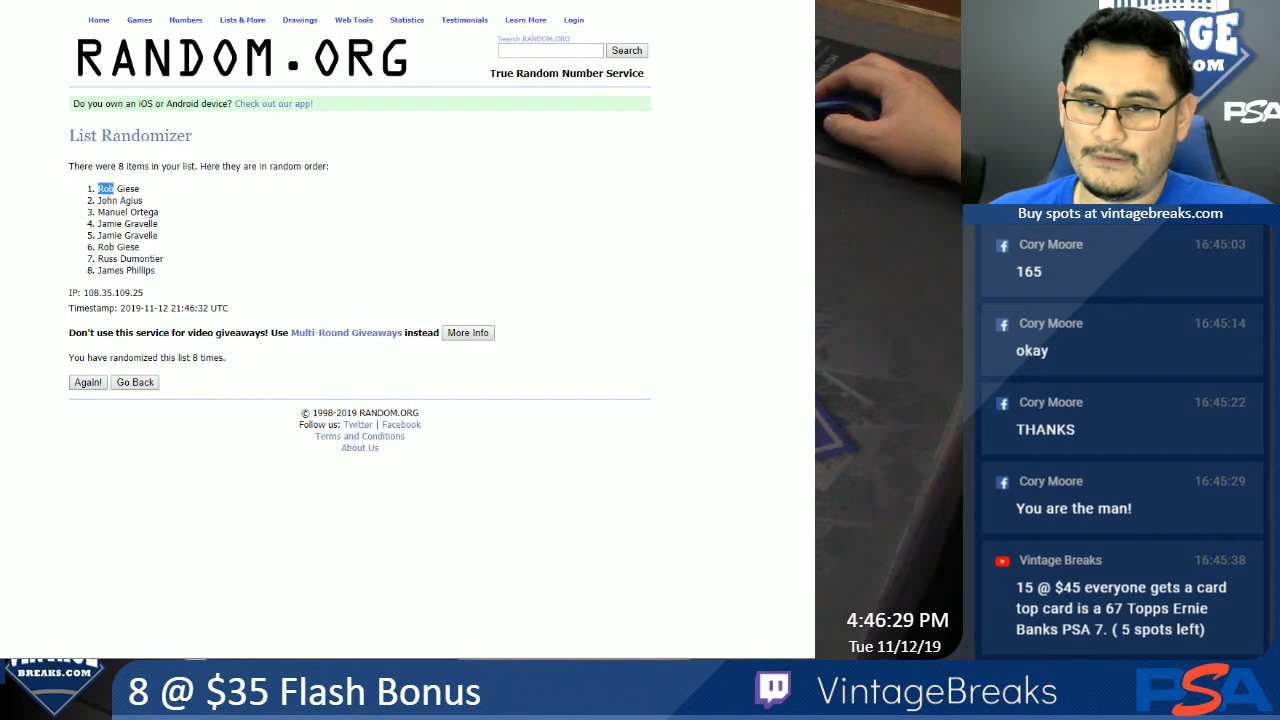 Home Games Numbers Lists & More Drawings Web Tools Statistics Testimonials Learn More Login
RANDOM.ORG
Search RANDOM.ORG
Search
True Random Number Service
Do you own an iOS or Android device? Check out our app!
List Randomizer
There were 8 items in your list. Here they are in random order:
1. Rob Giese
2. John Agius
3. Manuel Ortega
4. Jamie Gravelle
5. Jamie Gravelle
6. Rob Giese
7. Russ Dumontier
8. James Phillips
IP: 108.35.109.25
Timestamp: 2019-11-12 21:46:32 UTC
Don't use this service for video giveaways! Use Multi-Round Giveaways instead More Info
You have randomized this list 8 times.
Again! Go Back
© 1998-2019 RANDOM.ORG
Follow us: Twitter | Facebook
Terms and Conditions
About Us
VINTAGE
.COM
PSA
Buy spots at vintagebreaks.com
Cory Moore 16:45:03
165
Cory Moore 16:45:14
okay
Cory Moore 16:45:22
THANKS
Cory Moore 16:45:29
You are the man!
Vintage Breaks 16:45:38
15 @ $45 everyone gets a card
top card is a 67 Topps Ernie
Banks PSA 7. ( 5 spots left)
4:46:29 PM
Tue 11/12/19
VINTAGE
BREAKS.COM
8 @ $35 Flash Bonus
VintageBreaks
PSA